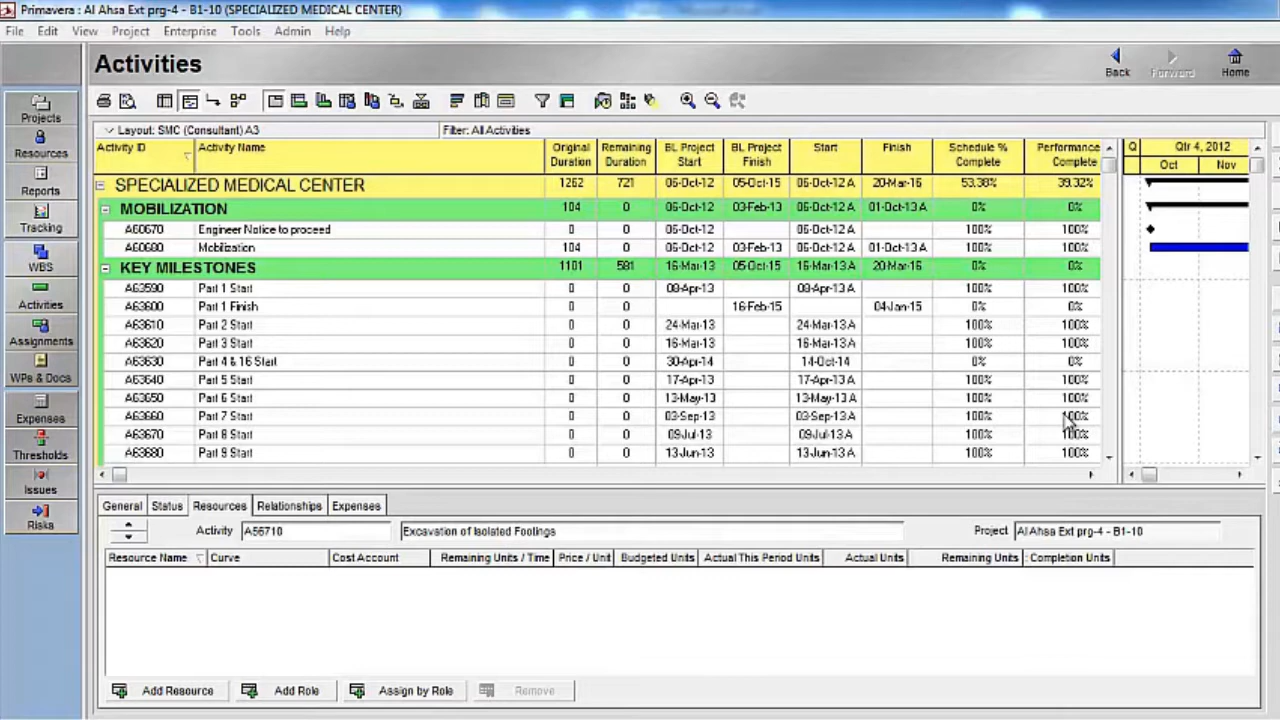 Primavera : Al Ahsa Ext prg-4 - B1-10 (SPECIALIZED MEDICAL CENTER)
File Edit View Project Enterprise Tools Admin Help
Activities
Back Forward Home
Projects
Resources
Reports
Tracking
WBS
Activities
Assignments
WPs & Docs
Expenses
Thresholds
Issues
Risks
Layout: SMC (Consultant) A3 Filter: All Activities
Activity ID Activity Name Original Duration Remaining Duration BL Project Start BL Project Finish Start Finish Schedule % Complete Performance Complete Q Qtr 4, 2012
Oct Nov
SPECIALIZED MEDICAL CENTER 1262 721 06-Oct-12 05-Oct-15 06-Oct-12 A 20-Mar-16 53.38% 39.32%
MOBILIZATION 104 0 06-Oct-12 03-Feb-13 06-Oct-12 A 01-Oct-13 A 0% 0%
A60670 Engineer Notice to proceed 0 0 06-Oct-12 06-Oct-12 A 100% 100%
A60680 Mobilization 104 0 06-Oct-12 03-Feb-13 06-Oct-12 A 01-Oct-13 A 100% 100%
KEY MILESTONES 1101 581 16-Mar-13 05-Oct-15 16-Mar-13 A 20-Mar-16 0% 0%
A63590 Part 1 Start 0 0 08-Apr-13 08-Apr-13 A 100% 100%
A63600 Part 1 Finish 0 0 16-Feb-15 04-Jan-15 0% 0%
A63610 Part 2 Start 0 0 24-Mar-13 24-Mar-13 A 100% 100%
A63620 Part 3 Start 0 0 16-Mar-13 16-Mar-13 A 100% 100%
A63630 Part 4 & 16 Start 0 0 30-Apr-14 14-Oct-14 0% 0%
A63640 Part 5 Start 0 0 17-Apr-13 17-Apr-13 A 100% 100%
A63650 Part 6 Start 0 0 13-May-13 13-May-13 A 100% 100%
A63660 Part 7 Start 0 0 03-Sep-13 03-Sep-13 A 100% 100%
A63670 Part 8 Start 0 0 09-Jul-13 09-Jul-13 A 100% 100%
A63680 Part 9 Start 0 0 13-Jun-13 13-Jun-13 A 100% 100%
General Status Resources Relationships Expenses
Activity A56710 Excavation of Isolated Footings Project Al Ahsa Ext prg-4 - B1-10
Resource Name Curve Cost Account Remaining Units / Time Price / Unit Budgeted Units Actual This Period Units Actual Units Remaining Units Completion Units
Add Resource Add Role Assign by Role Remove